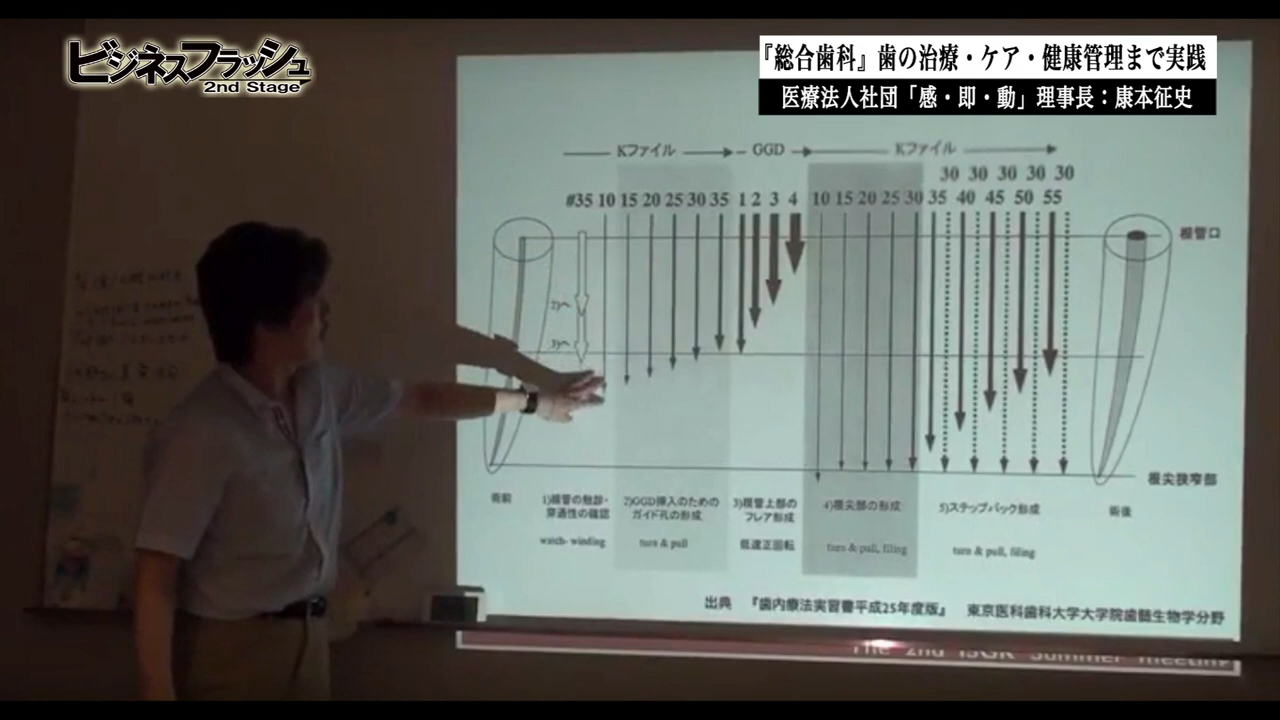 ビジネスフラッシュ
2nd Stage
『総合歯科』歯の治療・ケア・健康管理まで実践
医療法人社団「感・即・動」理事長：康本征史
Kファイル GGD Kファイル
30 30 30 30 30
#35 10 15 20 25 30 35 1 2 3 4 10 15 20 25 30 35 40 45 50 55
根管口
根尖狭窄部
術前
1)根管の触診・
穿通性の確認
watch-winding
2)GGD挿入のための
ガイド孔の形成
turn & pull
3)根管上部の
フレア形成
低速正回転
4)根尖部の形成
turn & pull, filing
5)ステップバック形成
turn & pull, filing
術後
出典 『歯内療法実習書平成25年度版』 東京医科歯科大学大学院歯髄生物学分野
The 2nd ISGK Summer meeting